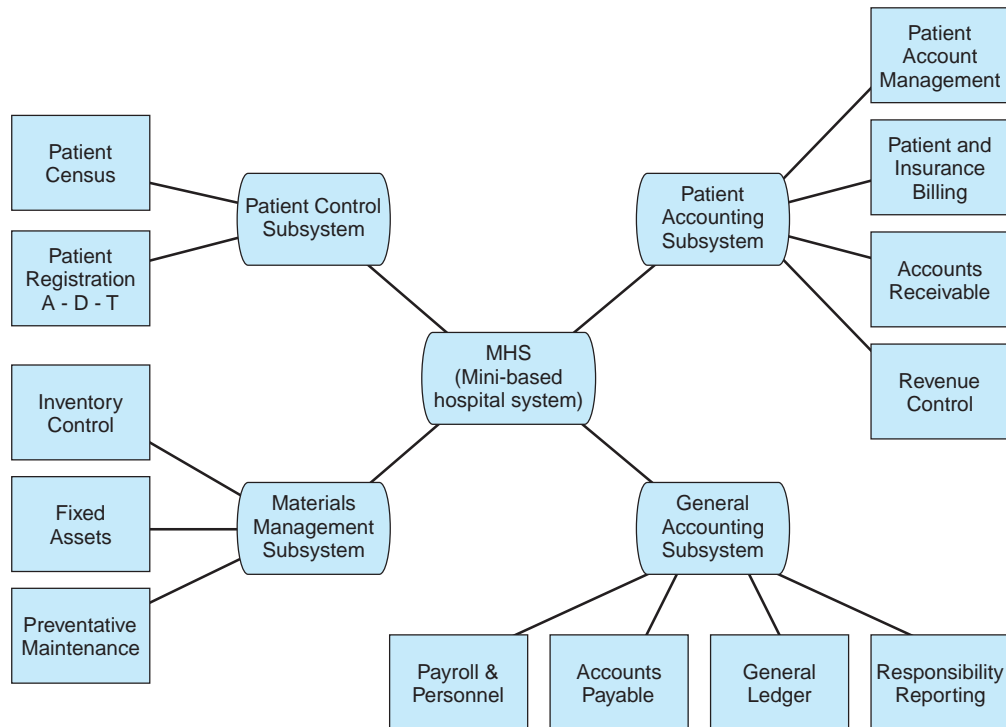 Patient
Account
Management
Patient
Census
Patient and
Insurance
Billing
Patient Control
Subsystem
Patient
Accounting
Subsystem
Patient
Registration
A - D - T
Accounts
Receivable
MHS
(Mini-based
hospital system)
Revenue
Control
Inventory
Control
Fixed
Assets
Materials
Management
Subsystem
General
Accounting
Subsystem
Preventative
Maintenance
Payroll &
Personnel
Accounts
Payable
General
Ledger
Responsibility
Reporting